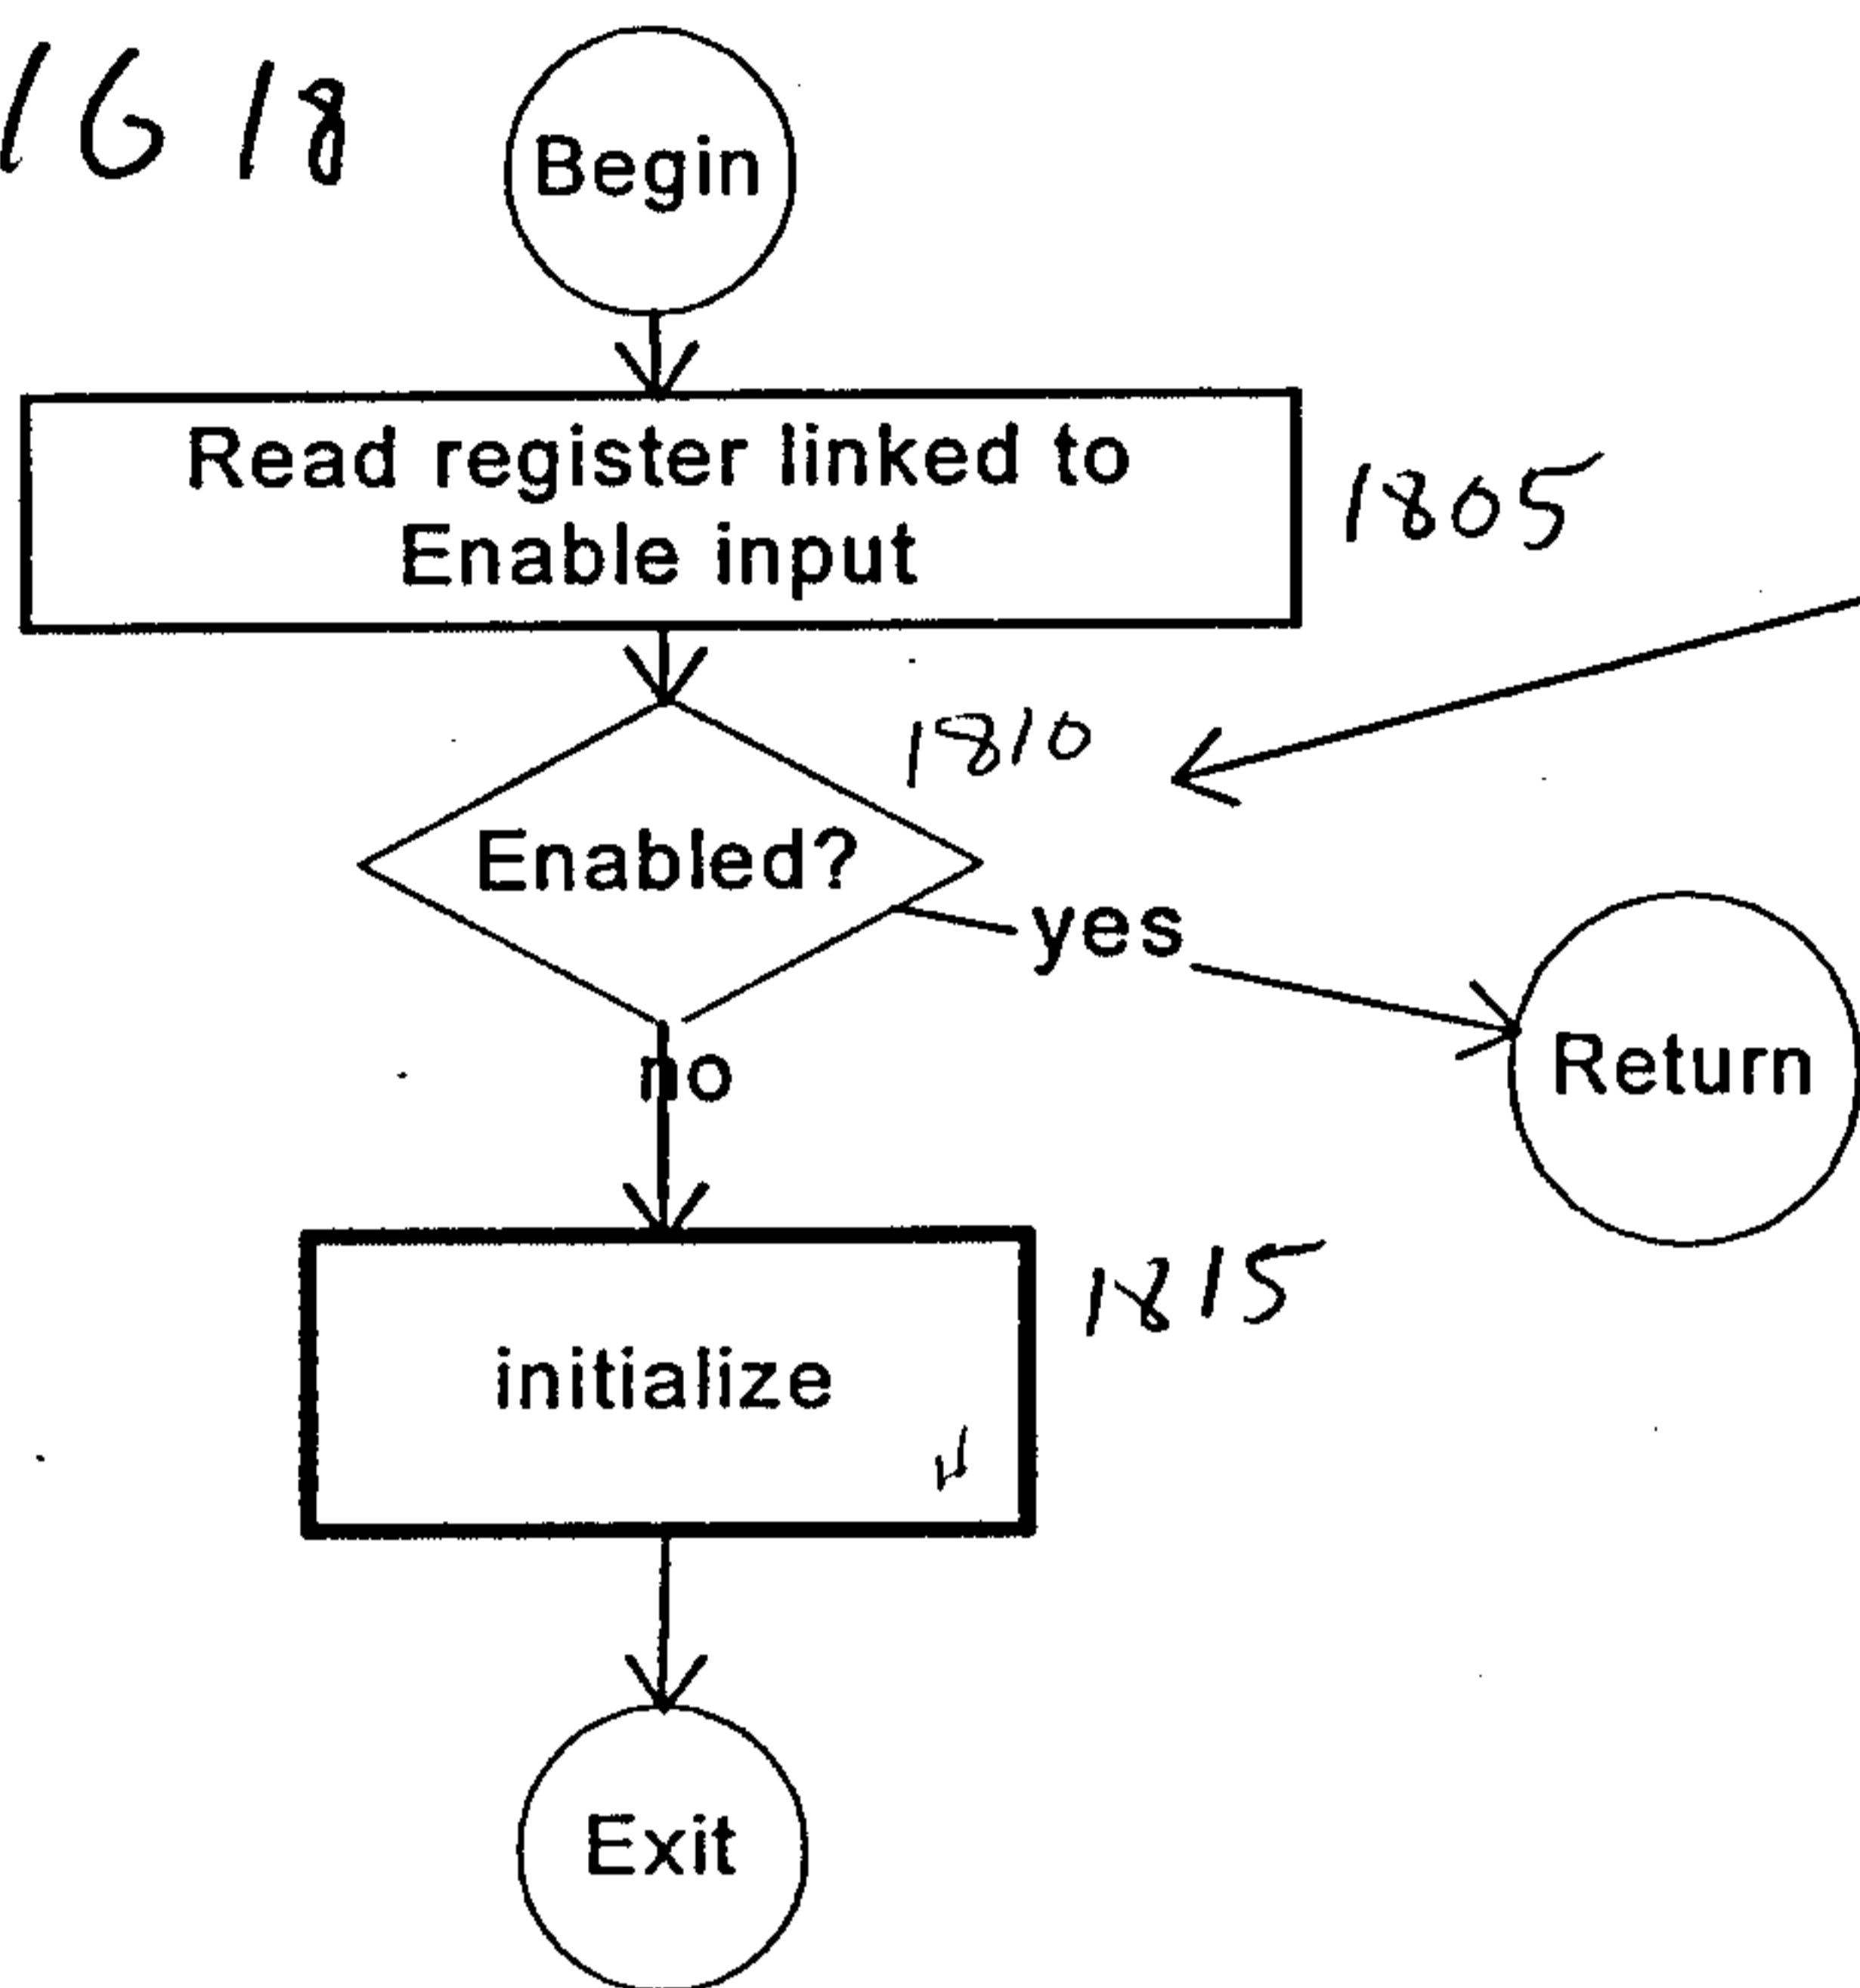 1618
Begin
Read register linked to
Enable input
1805
1810
Enabled?
yes
Return
no
1815
initialize
Exit